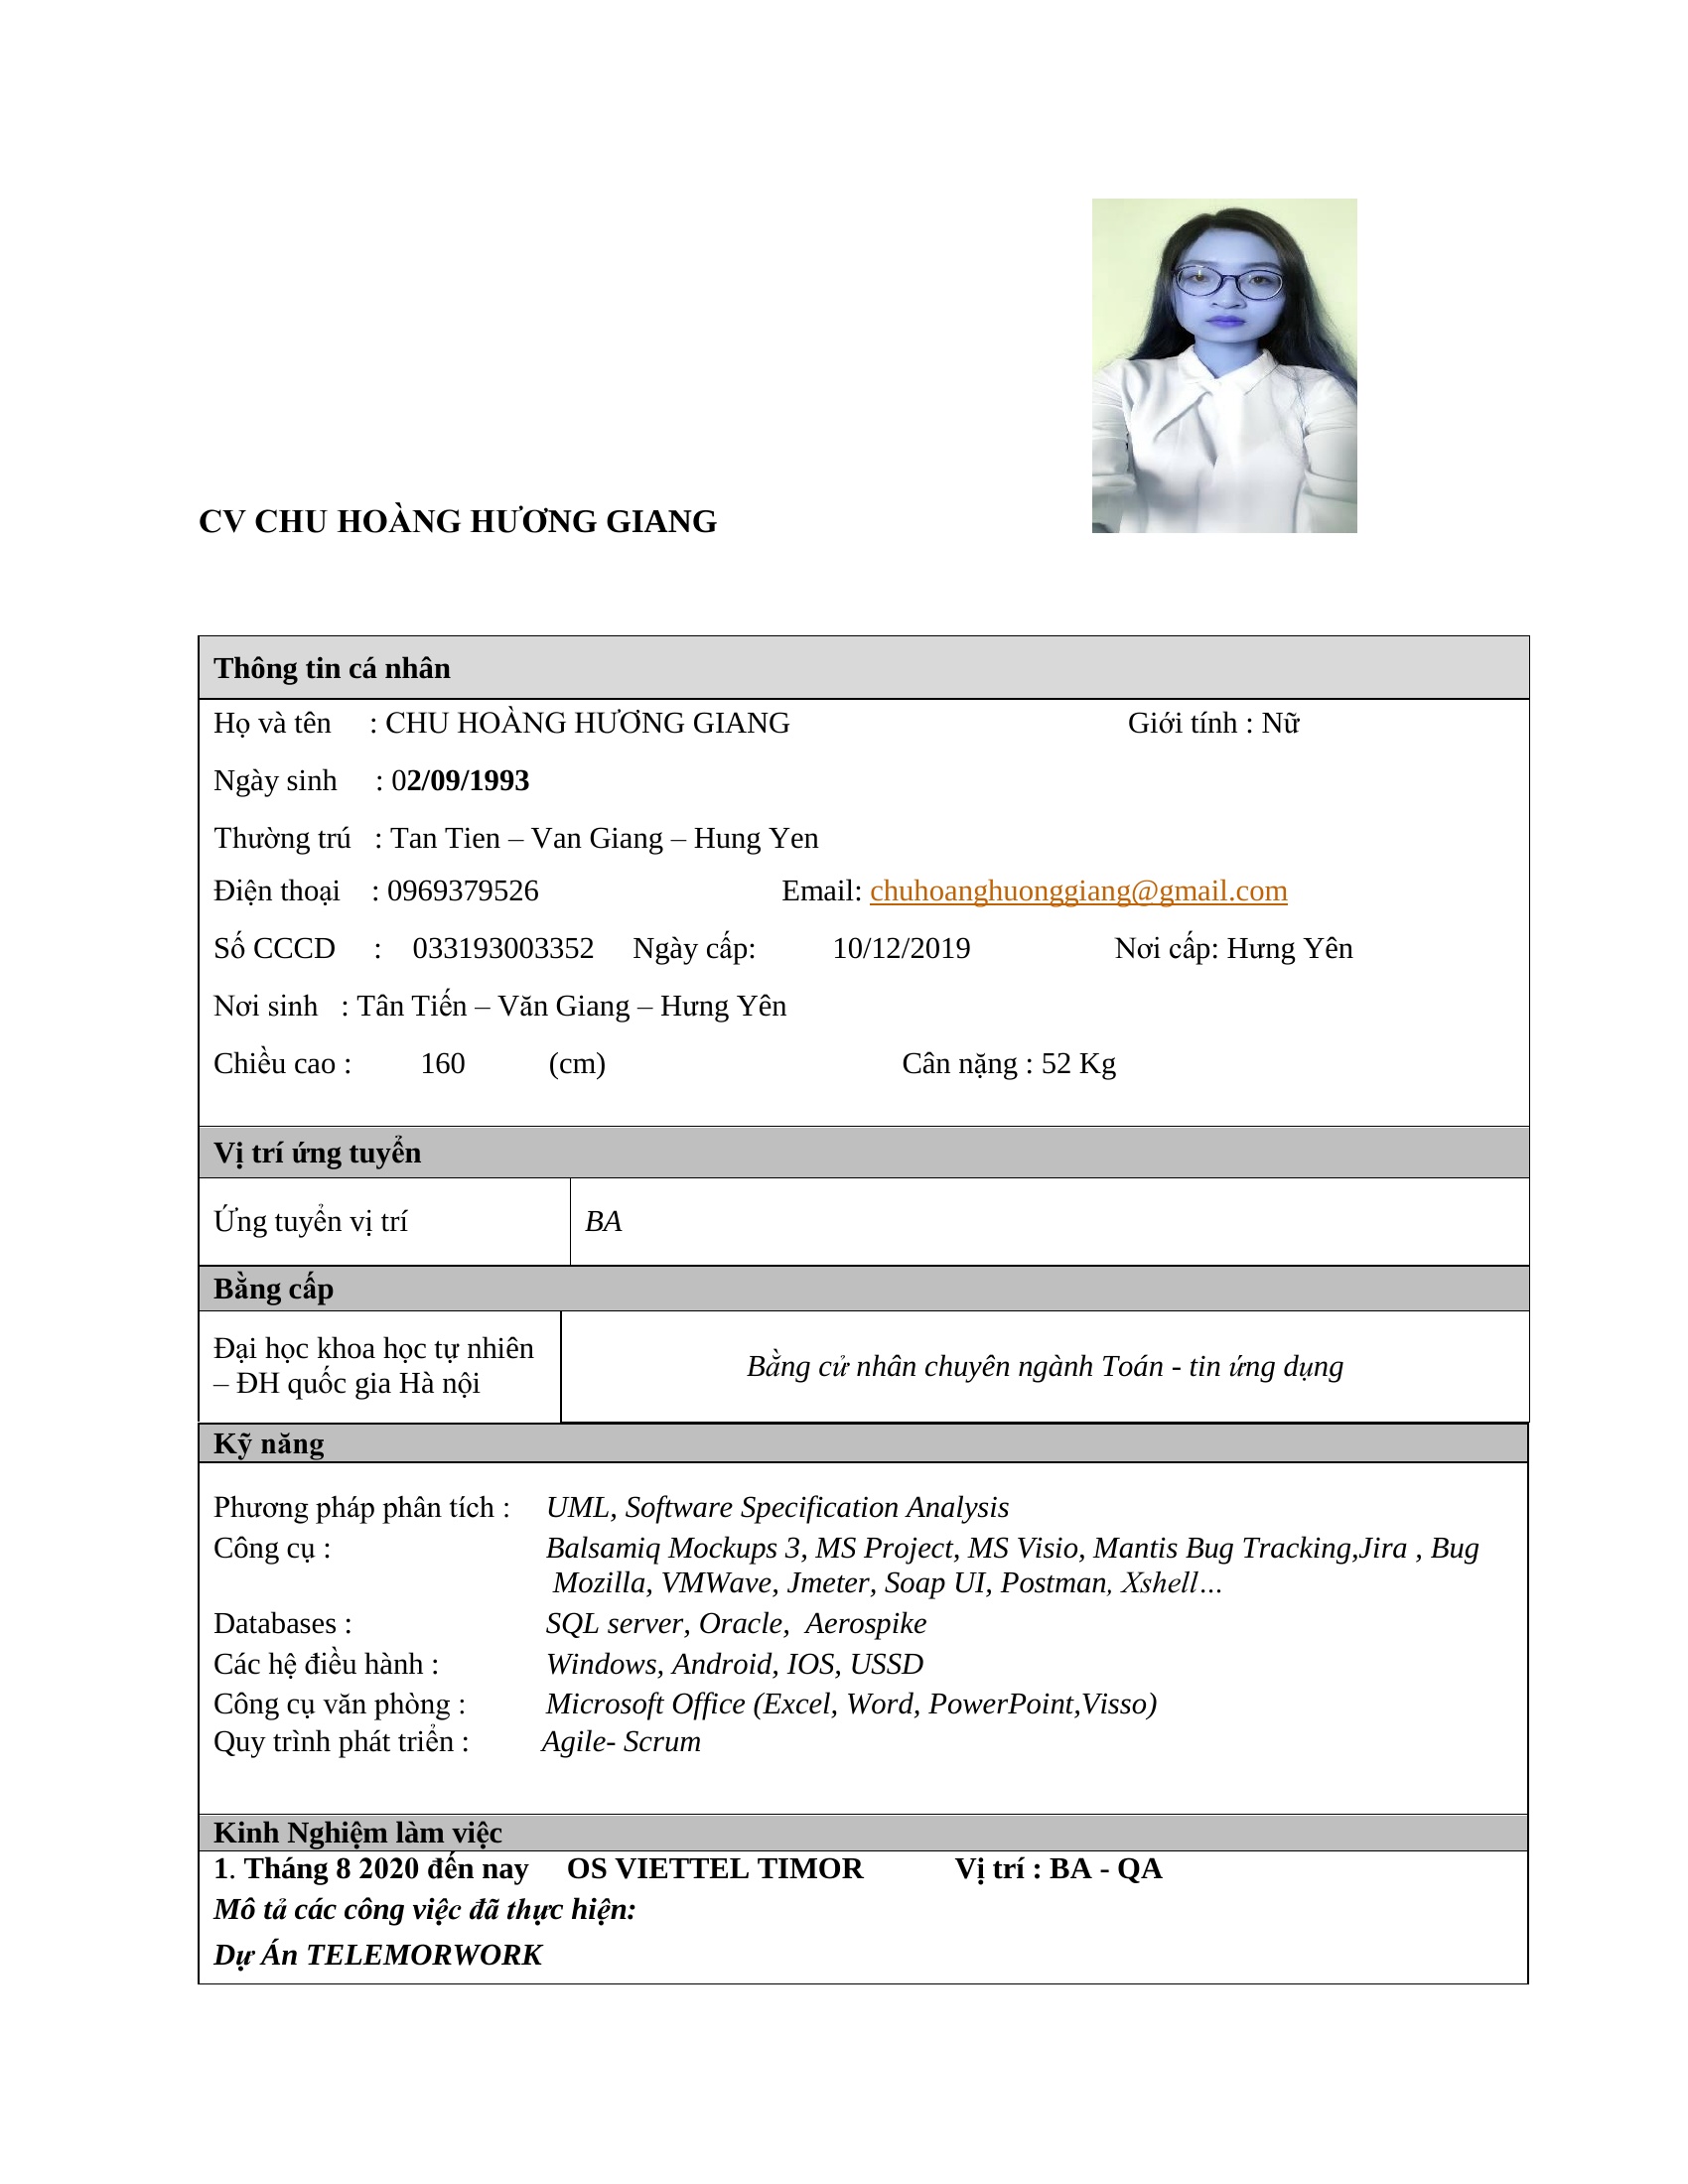 CV CHU HOÀNG HƯƠNG GIANG
Thông tin cá nhân
Họ và tên : CHU HOÀNG HƯƠNG GIANG Giới tính : Nữ
Ngày sinh : 02/09/1993
Thường trú : Tan Tien – Van Giang – Hung Yen
Điện thoại : 0969379526 Email: chuhoanghuonggiang@gmail.com
Số CCCD : 033193003352 Ngày cấp: 10/12/2019 Nơi cấp: Hưng Yên
Nơi sinh : Tân Tiến – Văn Giang – Hưng Yên
Chiều cao : 160 (cm) Cân nặng : 52 Kg
Vị trí ứng tuyển
Ứng tuyển vị trí BA
Bằng cấp
Đại học khoa học tự nhiên
– ĐH quốc gia Hà nội
Bằng cử nhân chuyên ngành Toán - tin ứng dụng
Kỹ năng
Phương pháp phân tích : UML, Software Specification Analysis
Công cụ : Balsamiq Mockups 3, MS Project, MS Visio, Mantis Bug Tracking,Jira , Bug
Mozilla, VMWave, Jmeter, Soap UI, Postman, Xshell…
Databases : SQL server, Oracle, Aerospike
Các hệ điều hành : Windows, Android, IOS, USSD
Công cụ văn phòng : Microsoft Office (Excel, Word, PowerPoint,Visso)
Quy trình phát triển : Agile- Scrum
Kinh Nghiệm làm việc
1. Tháng 8 2020 đến nay OS VIETTEL TIMOR Vị trí : BA - QA
Mô tả các công việc đã thực hiện:
Dự Án TELEMORWORK